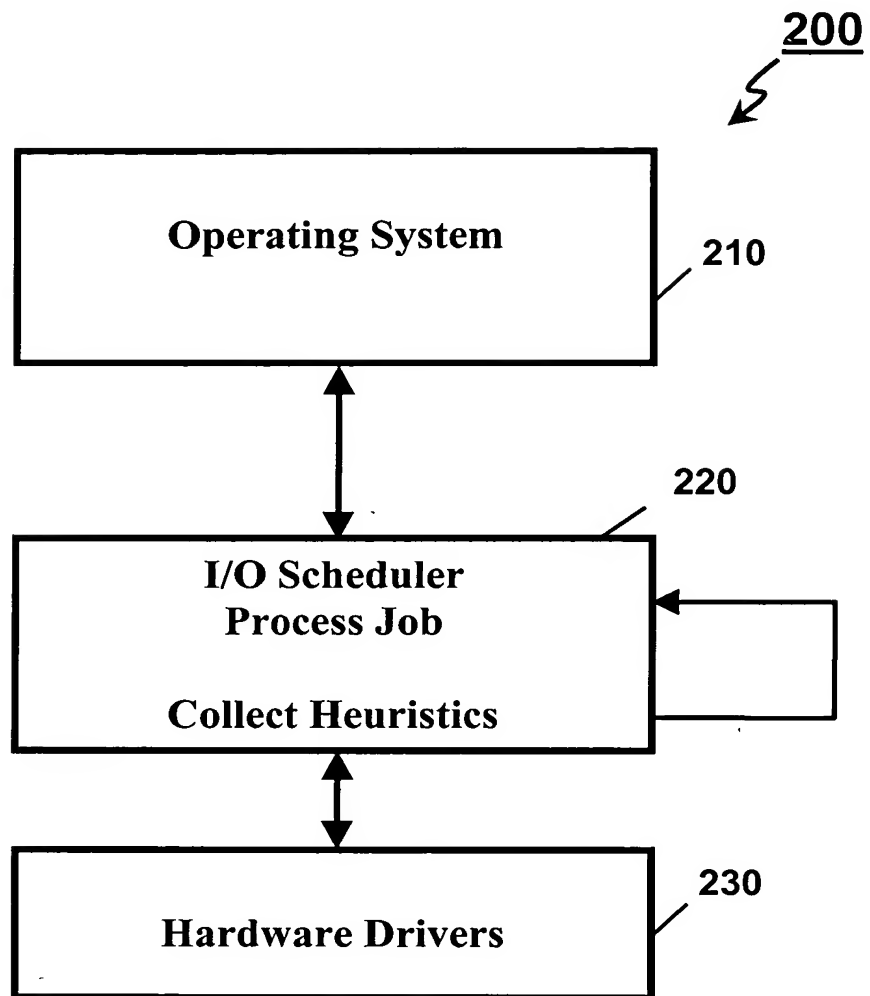 200
Operating System
210
220
I/O Scheduler
Process Job
Collect Heuristics
230
Hardware Drivers